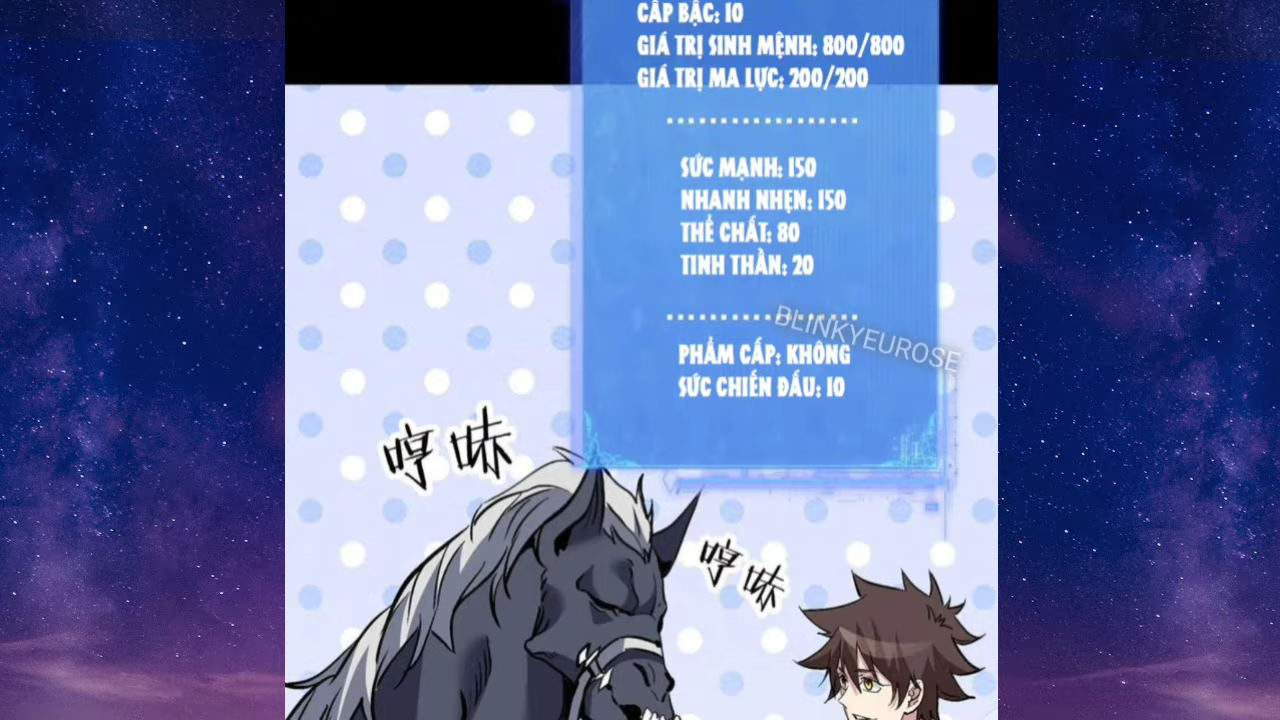 CẤP BẬC: 10
GIÁ TRỊ SINH MỆNH: 800/800
GIÁ TRỊ MA LỰC: 200/200
SỨC MẠNH: 150
NHANH NHẸN: 150
THỂ CHẤT: 80
TINH THẦN: 20
BLINKYEUROSE
PHẨM CẤP: KHÔNG
SỨC CHIẾN ĐẤU: 10
哼哧
哼哧